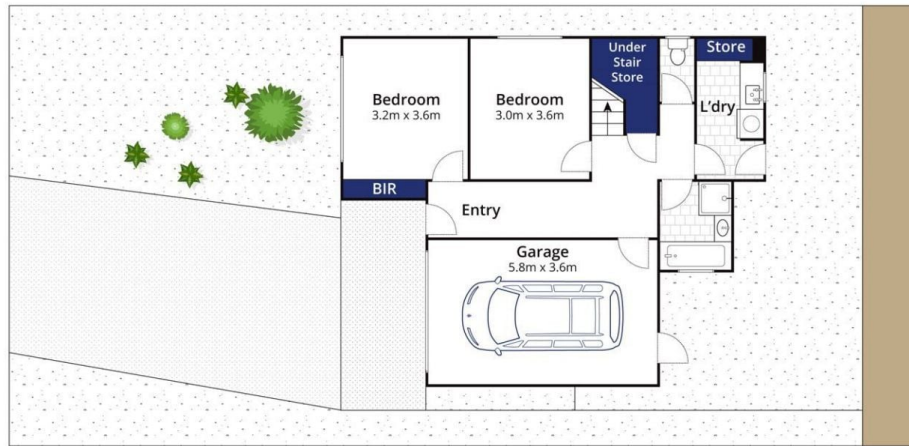 Bedroom
3.2m x 3.6m
Bedroom
3.0m x 3.6m
Under
Stair
Store
Store
L'dry
BIR
Entry
Garage
5.8m x 3.6m